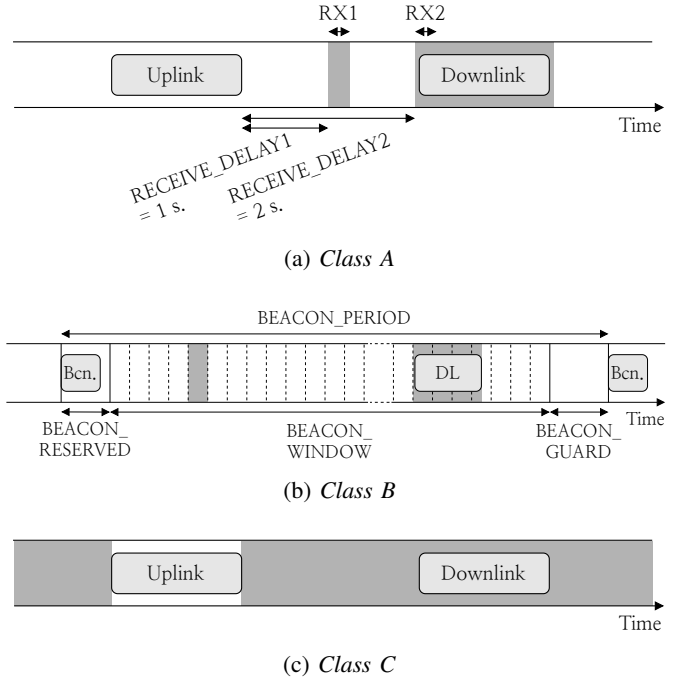 RX1 RX2
Uplink Downlink
Time
RECEIVE_DELAY1
= 1 s.
RECEIVE_DELAY2
= 2 s.
(a) Class A
BEACON_PERIOD
Bcn. DL Bcn.
Time
BEACON_
RESERVED
BEACON_
WINDOW
BEACON_
GUARD
(b) Class B
Uplink Downlink
Time
(c) Class C